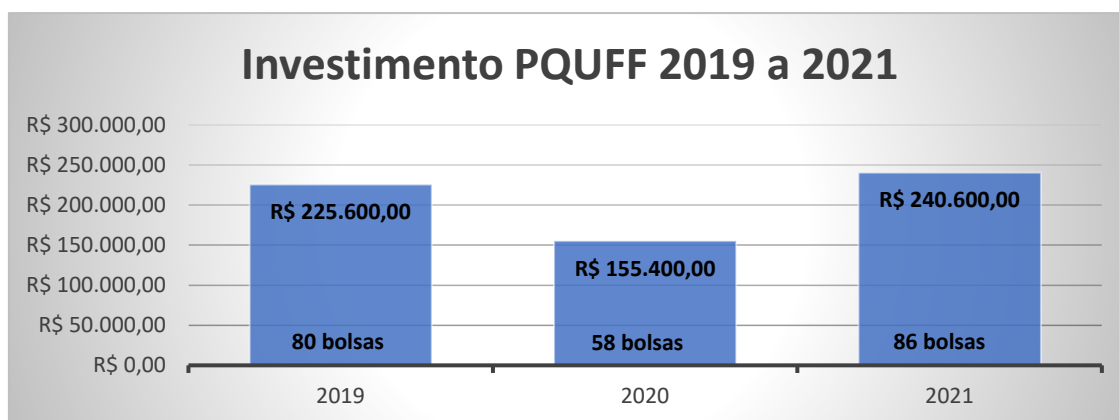 Investimento PQUFF 2019 a 2021
R$ 300.000,00
R$ 250.000,00
R$ 200.000,00
R$ 150.000,00
R$ 100.000,00
R$ 50.000,00
R$ 0,00
R$ 225.600,00
R$ 155.400,00
R$ 240.600,00
80 bolsas
58 bolsas
86 bolsas
2019
2020
2021